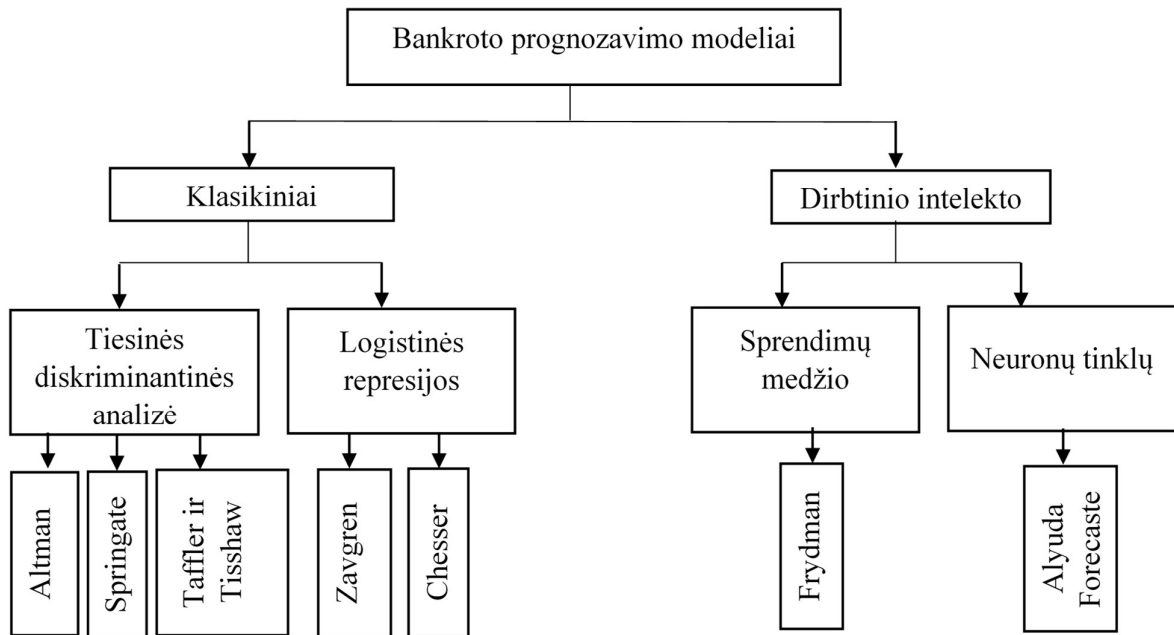 Bankroto prognozavimo modeliai
Klasikiniai
Dirbtinio intelekto
Tiesinės
diskriminantinės
analizė
Logistinės
represijos
Sprendimų
medžio
Neuronų tinklų
Altman
Springate
Taffler ir
Tisshaw
Zavgren
Chesser
Frydman
Alyuda
Forecaste